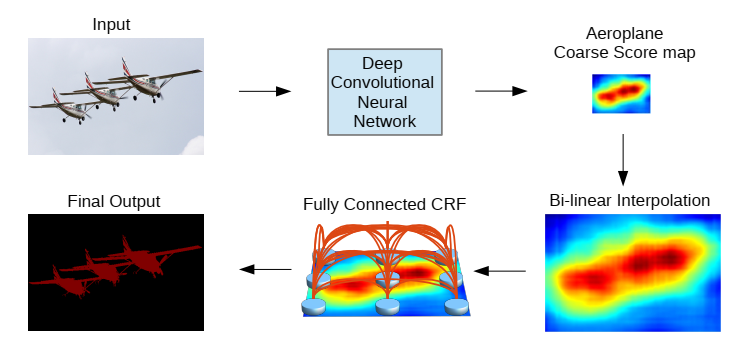 Input
Deep
Convolutional
Neural
Network
Aeroplane
Coarse Score map
Final Output
Fully Connected CRF
Bi-linear Interpolation